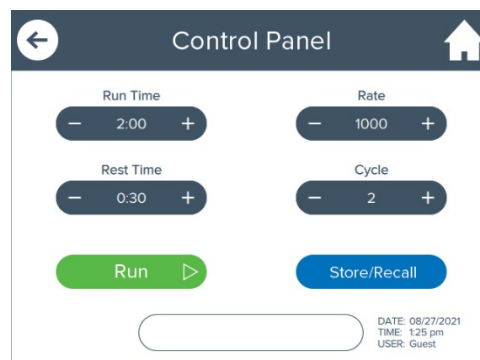 Control Panel
Run Time
Rate
− 2:00 +
− 1000 +
Rest Time
Cycle
− 0:30 +
− 2 +
Run
Store/Recall
DATE: 08/27/2021
TIME: 1:25 pm
USER: Guest